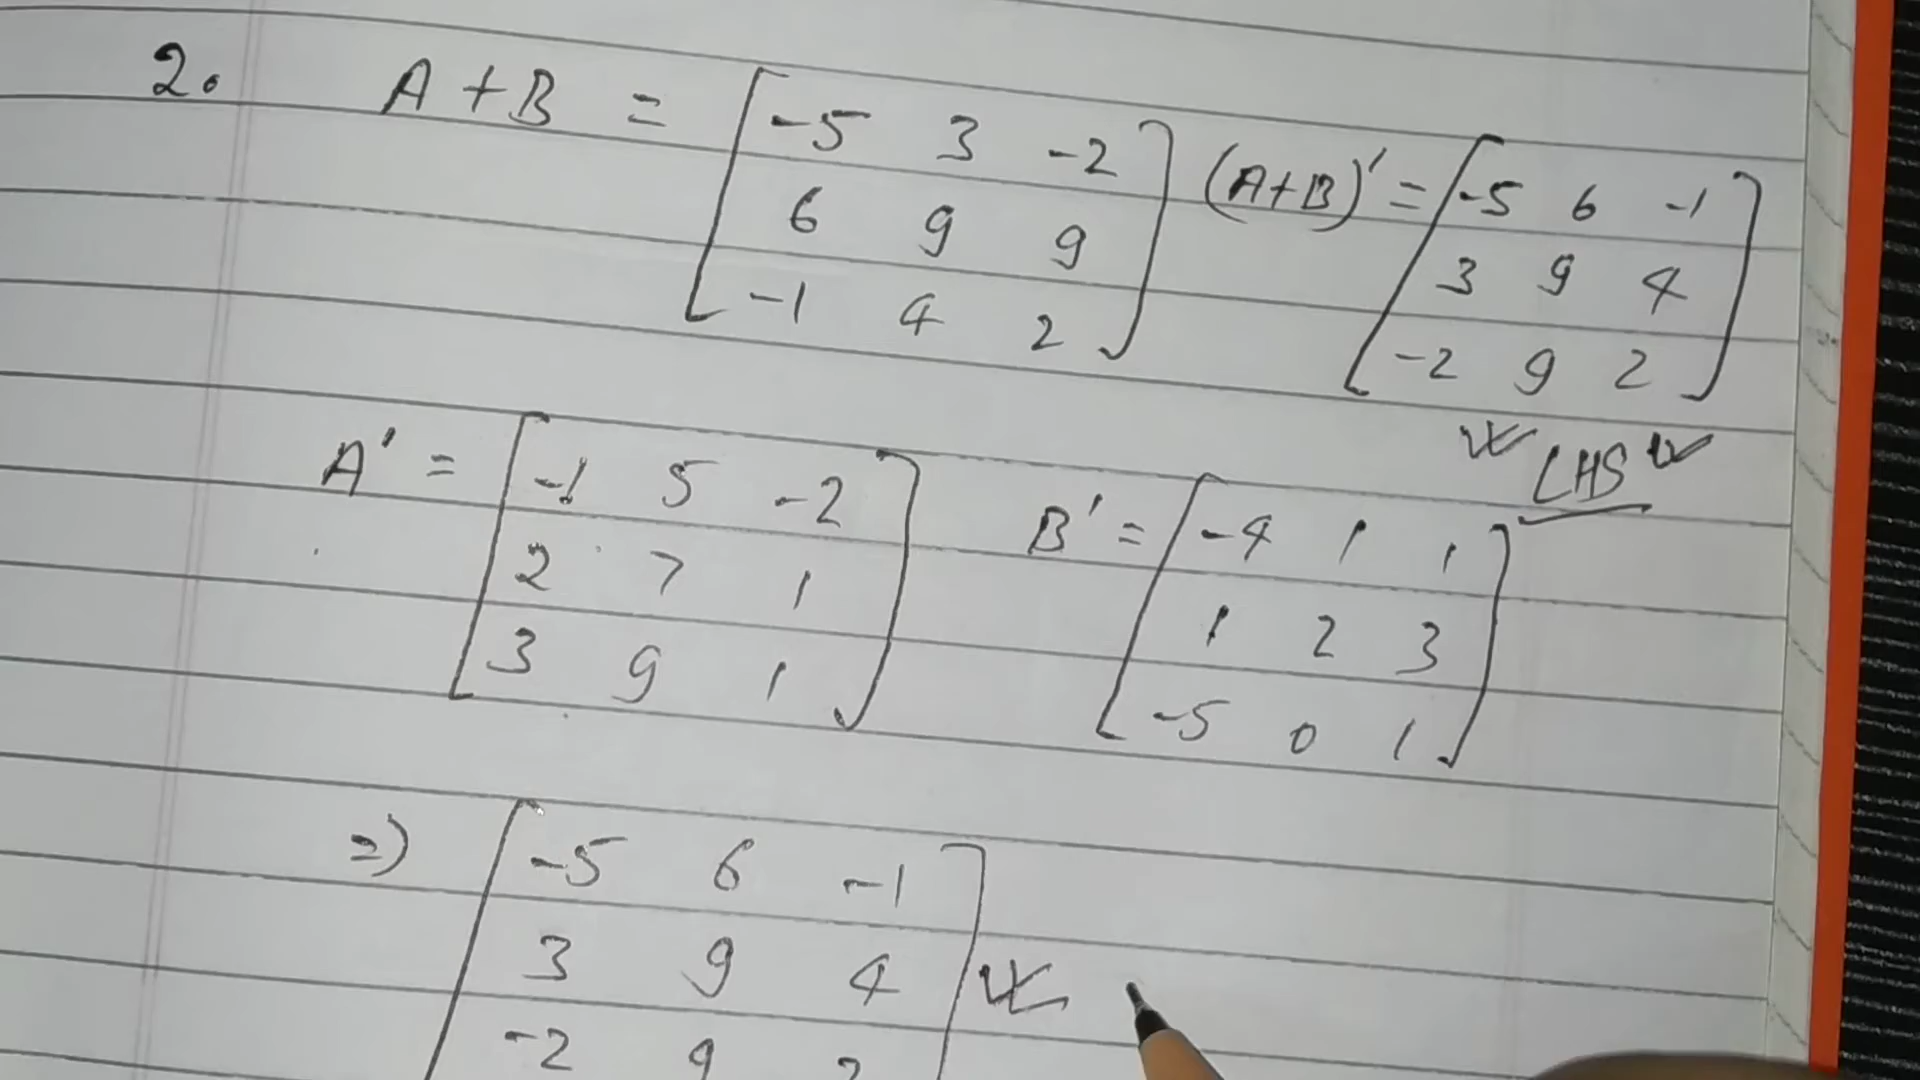 2. A + B = [ -5 3 -2 (A+B)' = [ -5 6 -1
6 9 9 3 9 4
-1 4 2 ] -2 9 2 ]
LHS
A' = [ -1 5 -2 B' = [ -4 1 1
2 7 1 1 2 3
3 9 1 ] -5 0 1 ]
=) [ -5 6 -1
3 9 4
-2 9 2 ]